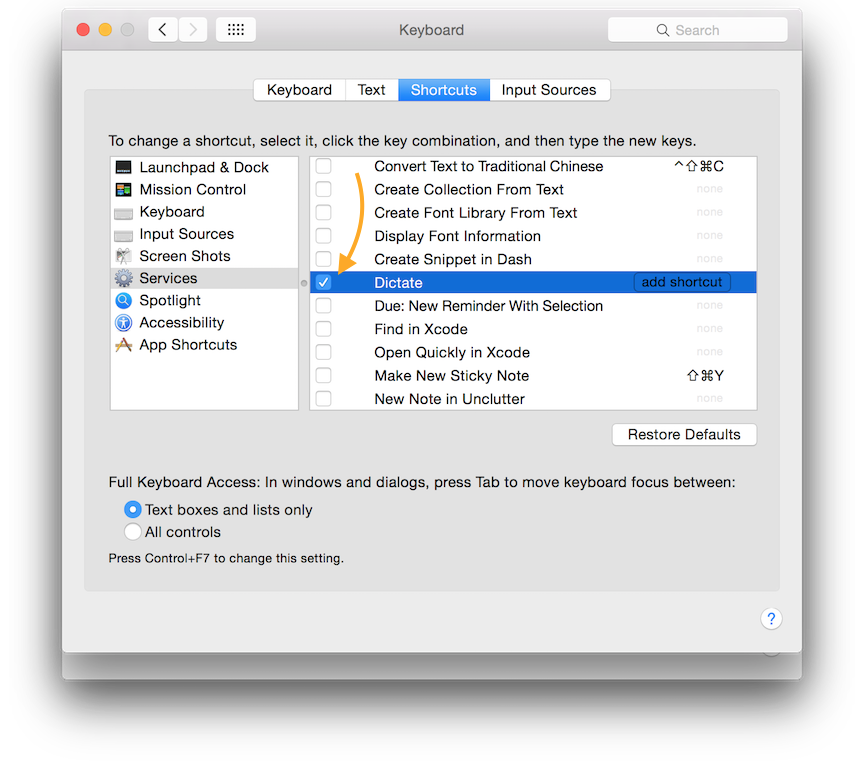 Keyboard
Search
Keyboard Text Shortcuts Input Sources
To change a shortcut, select it, click the key combination, and then type the new keys.
Launchpad & Dock
Mission Control
Keyboard
Input Sources
Screen Shots
Services
Spotlight
Accessibility
App Shortcuts
Convert Text to Traditional Chinese ^⇧⌘C
Create Collection From Text none
Create Font Library From Text none
Display Font Information none
Create Snippet in Dash none
Dictate add shortcut
Due: New Reminder With Selection none
Find in Xcode none
Open Quickly in Xcode none
Make New Sticky Note ⇧⌘Y
New Note in Unclutter none
Restore Defaults
Full Keyboard Access: In windows and dialogs, press Tab to move keyboard focus between:
Text boxes and lists only
All controls
Press Control+F7 to change this setting.
?